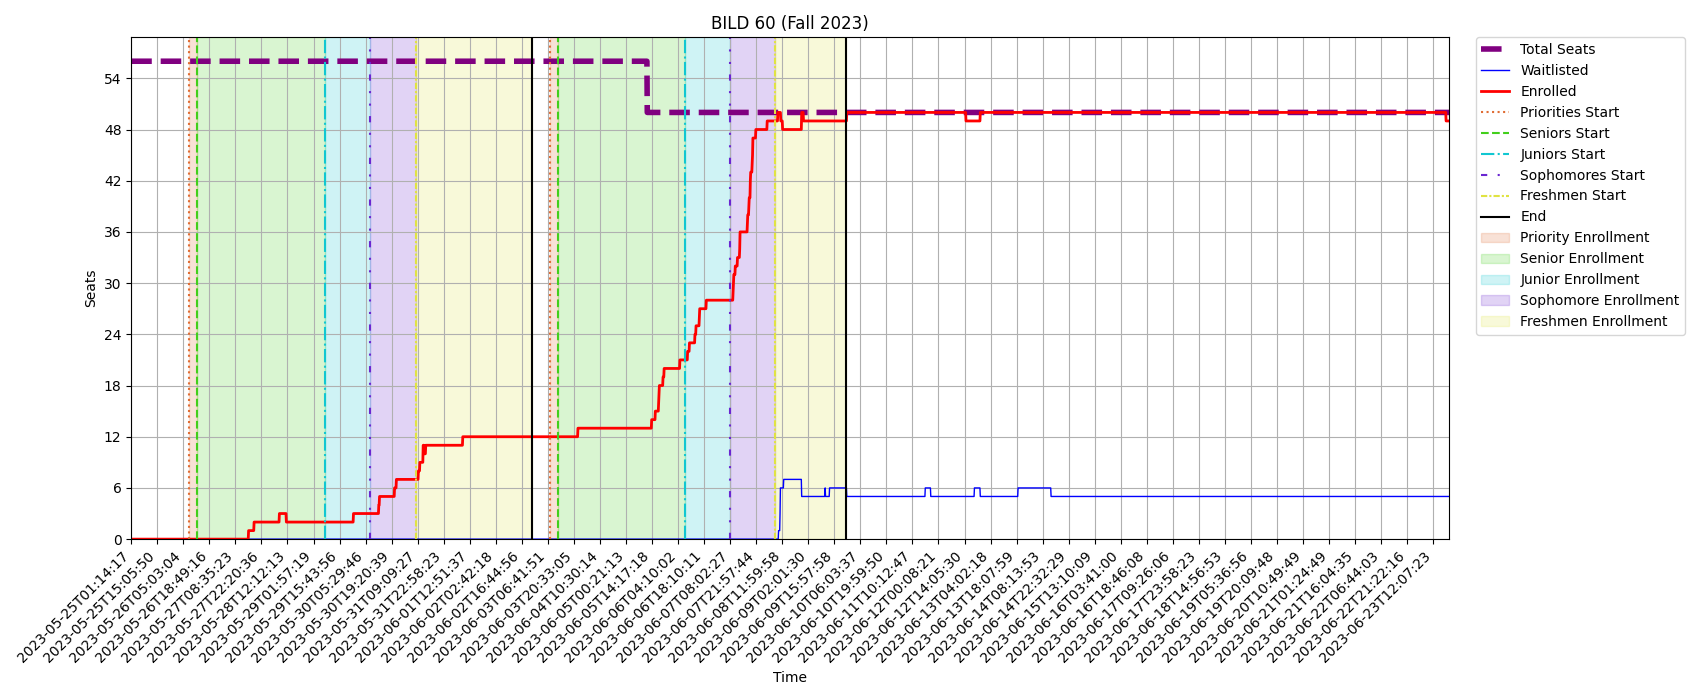 BILD 60 (Fall 2023)
Total Seats
Waitlisted
Enrolled
Priorities Start
Seniors Start
Juniors Start
Sophomores Start
Freshmen Start
End
Priority Enrollment
Senior Enrollment
Junior Enrollment
Sophomore Enrollment
Freshmen Enrollment
Seats
54
48
42
36
30
24
18
12
6
0
2023-05-25T01:14:17
2023-05-25T15:05:50
2023-05-26T05:03:04
2023-05-26T18:49:16
2023-05-27T08:35:23
2023-05-27T22:20:36
2023-05-28T12:12:13
2023-05-29T01:57:19
2023-05-29T15:43:56
2023-05-30T05:29:46
2023-05-30T19:20:39
2023-05-31T09:09:27
2023-05-31T22:58:23
2023-06-01T12:51:37
2023-06-02T02:42:18
2023-06-02T16:44:56
2023-06-03T06:41:51
2023-06-03T20:33:05
2023-06-04T10:30:14
2023-06-05T00:21:13
2023-06-05T14:17:18
2023-06-06T04:10:02
2023-06-06T18:10:11
2023-06-07T08:02:27
2023-06-07T21:57:44
2023-06-08T11:59:58
2023-06-09T02:01:30
2023-06-09T15:57:58
2023-06-10T06:03:37
2023-06-10T19:59:50
2023-06-11T10:12:47
2023-06-12T00:08:21
2023-06-12T14:05:30
2023-06-13T04:02:18
2023-06-13T18:07:59
2023-06-14T08:13:53
2023-06-14T22:32:29
2023-06-15T13:10:09
2023-06-16T03:41:00
2023-06-16T18:46:08
2023-06-17T09:26:06
2023-06-17T23:58:23
2023-06-18T14:56:53
2023-06-19T05:36:56
2023-06-19T20:09:48
2023-06-20T10:49:49
2023-06-21T01:24:49
2023-06-21T16:04:35
2023-06-22T06:44:03
2023-06-22T21:22:16
2023-06-23T12:07:23
Time